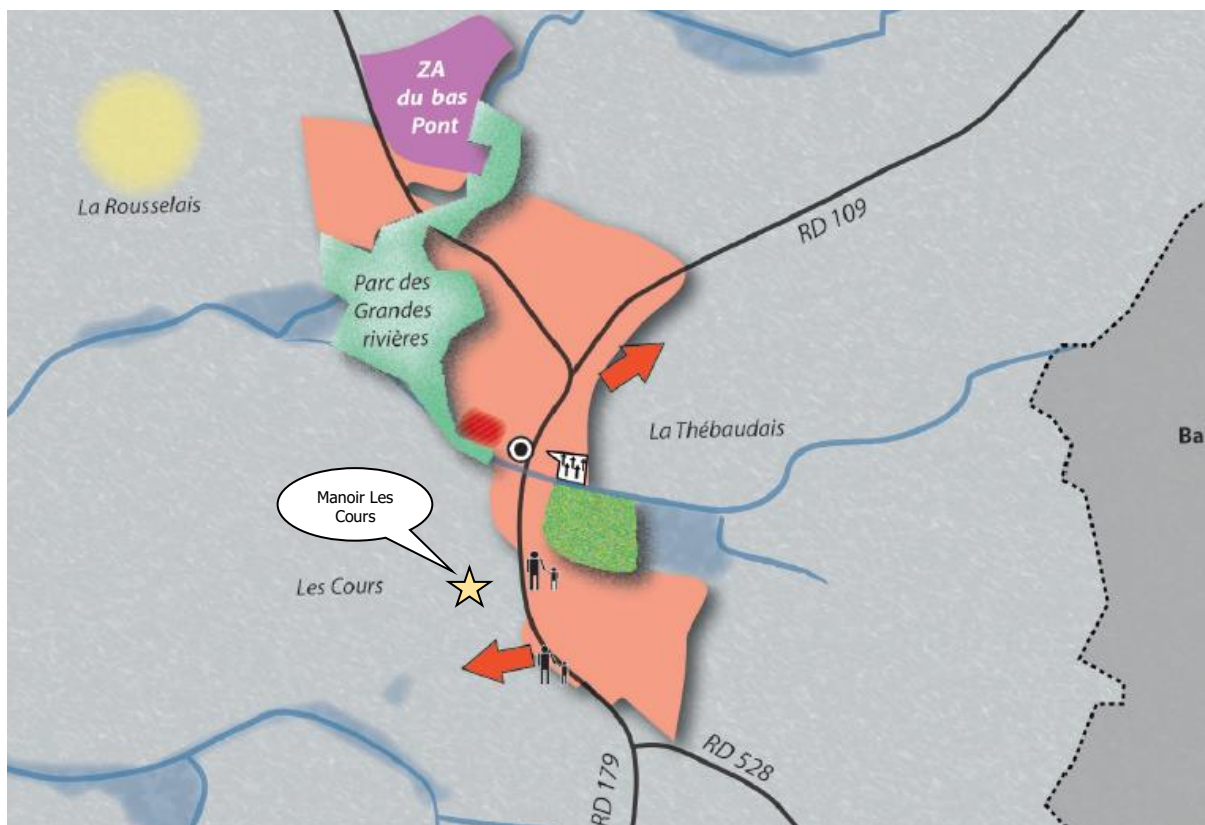 ZA
du bas
Pont
La Rousselais
RD 109
Parc des
Grandes
rivières
La Thébaudais
Ba
Manoir Les
Cours
Les Cours
RD 179
RD 528